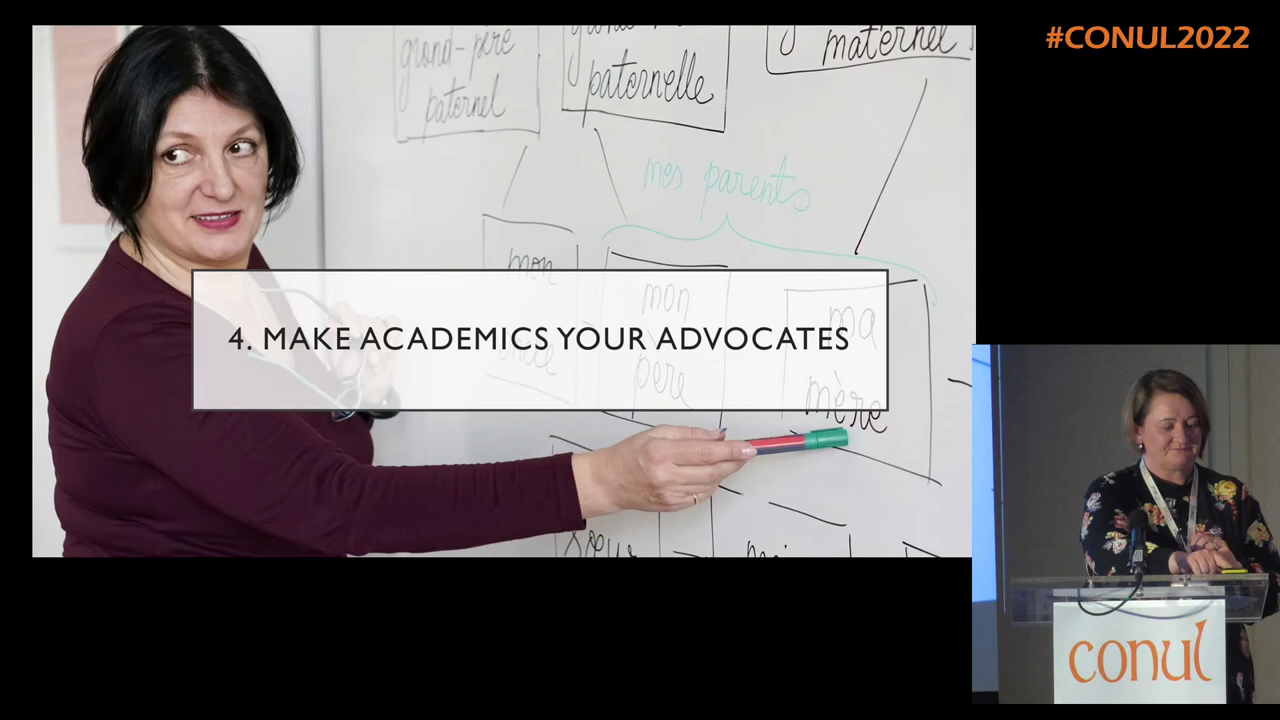 #CONUL2022
grand-père
paternel
paternelle
maternel
mes parents
mon
mon
père
ma
mère
4. MAKE ACADEMICS YOUR ADVOCATES
conul